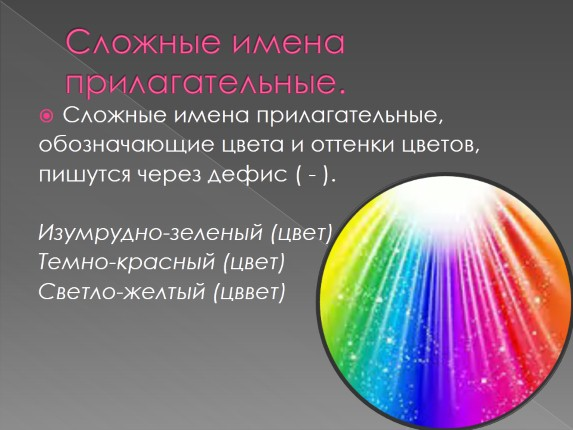 Сложные имена
прилагательные.
Сложные имена прилагательные,
обозначающие цвета и оттенки цветов,
пишутся через дефис ( - ).
Изумрудно-зеленый (цвет)
Темно-красный (цвет)
Светло-желтый (цввет)